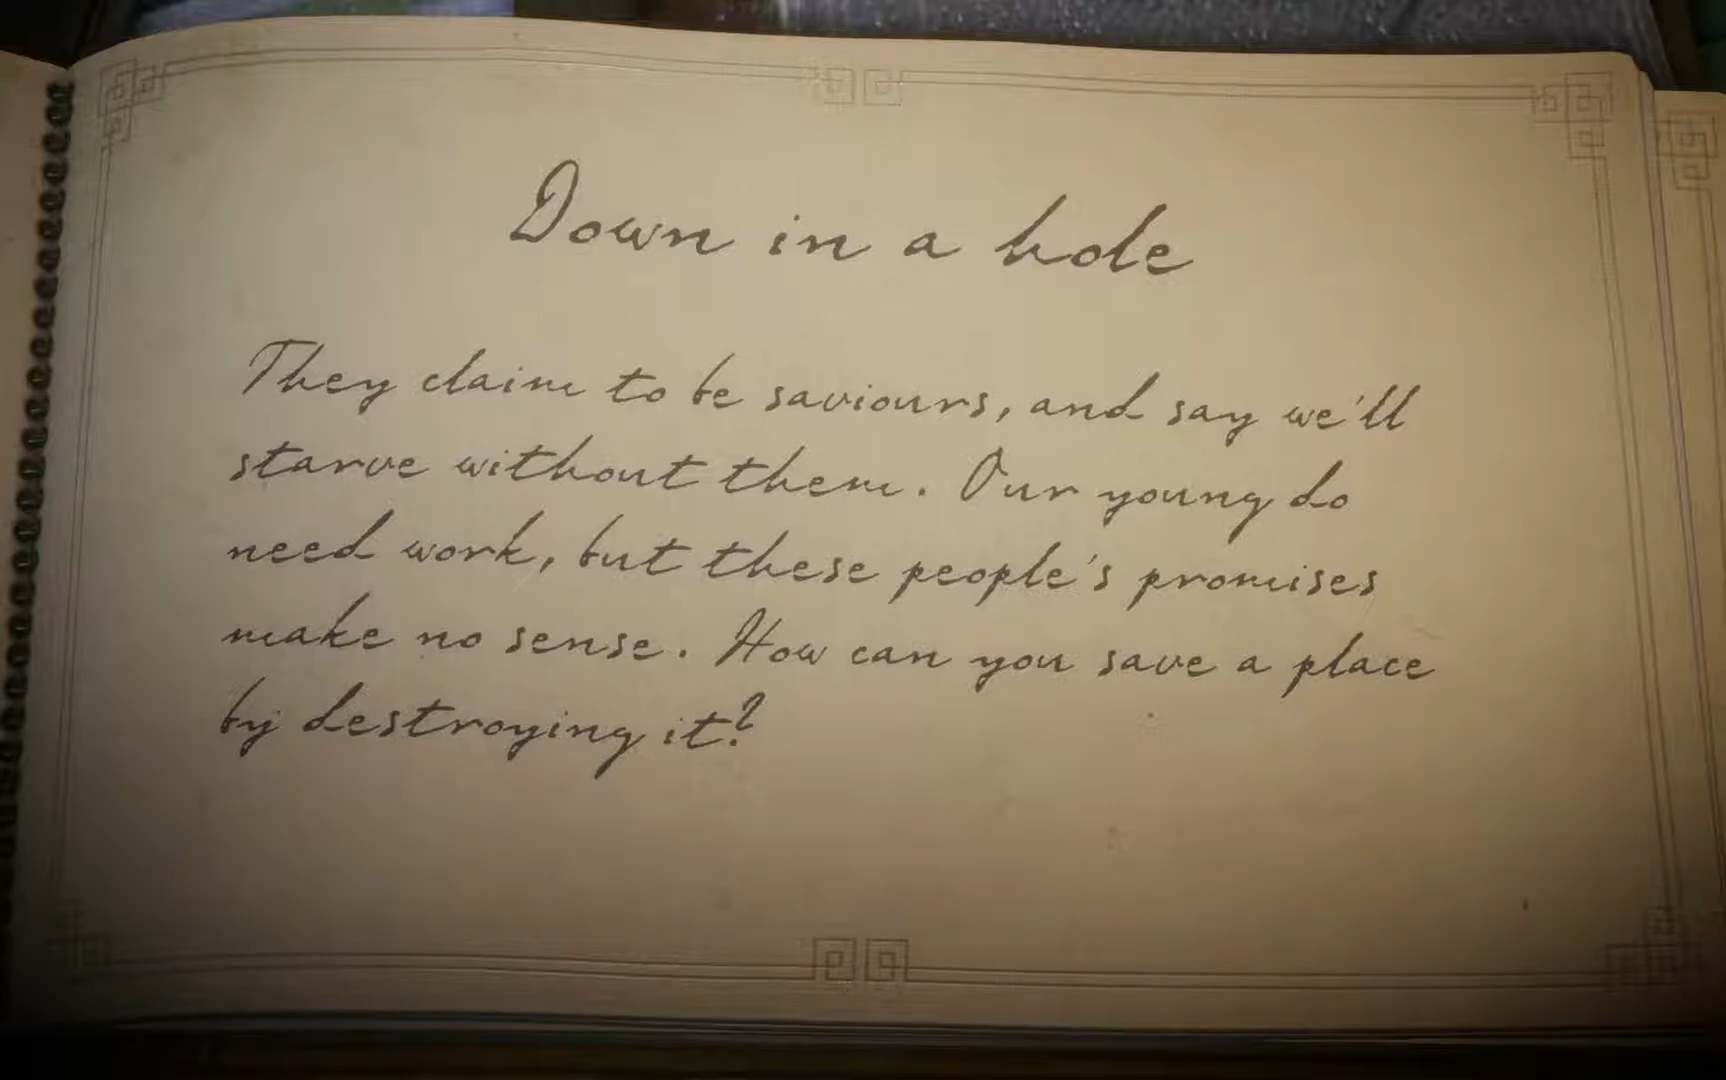 Down in a hole
They claim to be saviours, and say we'll
starve without them. Our young do
need work, but these people's promises
make no sense. How can you save a place
by destroying it?